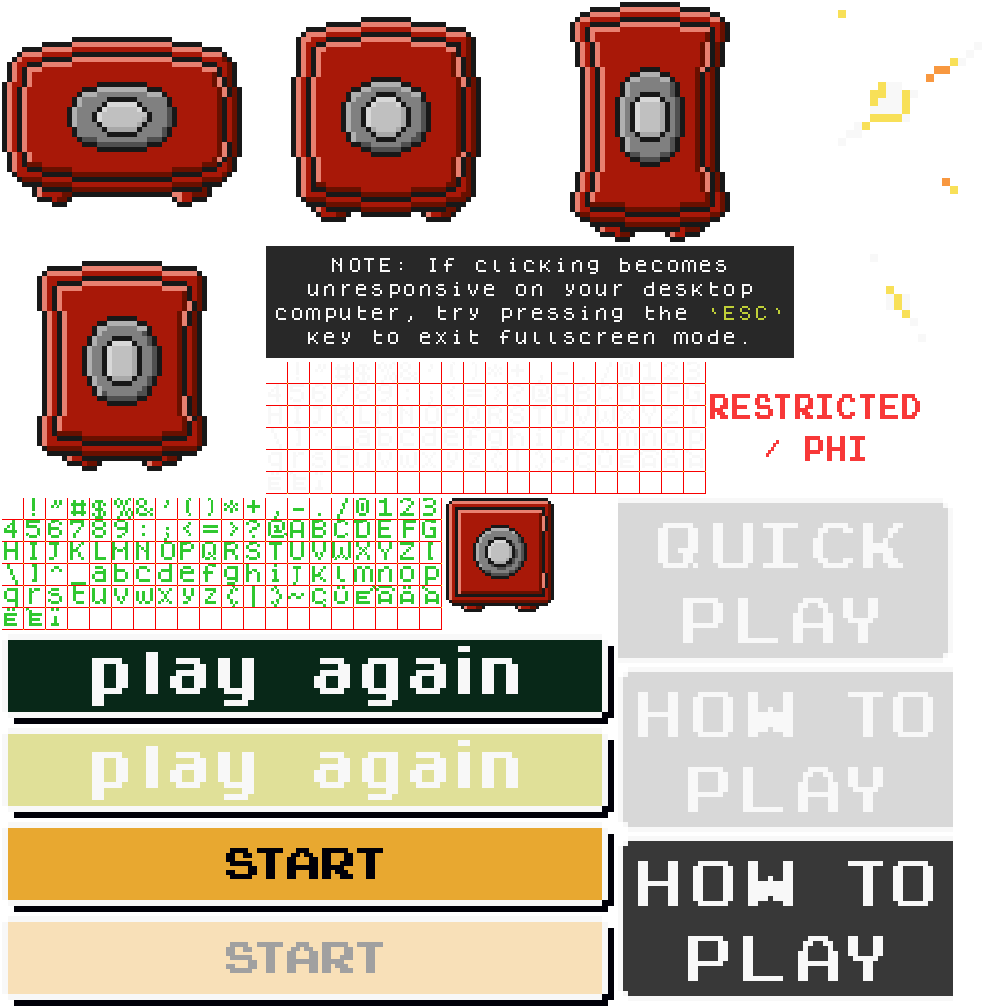 NOTE: If clicking becomes
unresponsive on your desktop
computer, try pressing the 'ESC'
key to exit fullscreen mode.
RESTRICTED
/ PHI
!"#$%&'()*+,-./0123
456789:;<=>?@ABCDEFG
HIJKLMNOPQRSTUVWXYZ[
\]^_abcdefghijklmnop
qrstuvwxyz{|}~ÇÜÉÂÄÀ
QUICK
PLAY
play again
HOW TO
PLAY
play again
START
HOW TO
PLAY
START